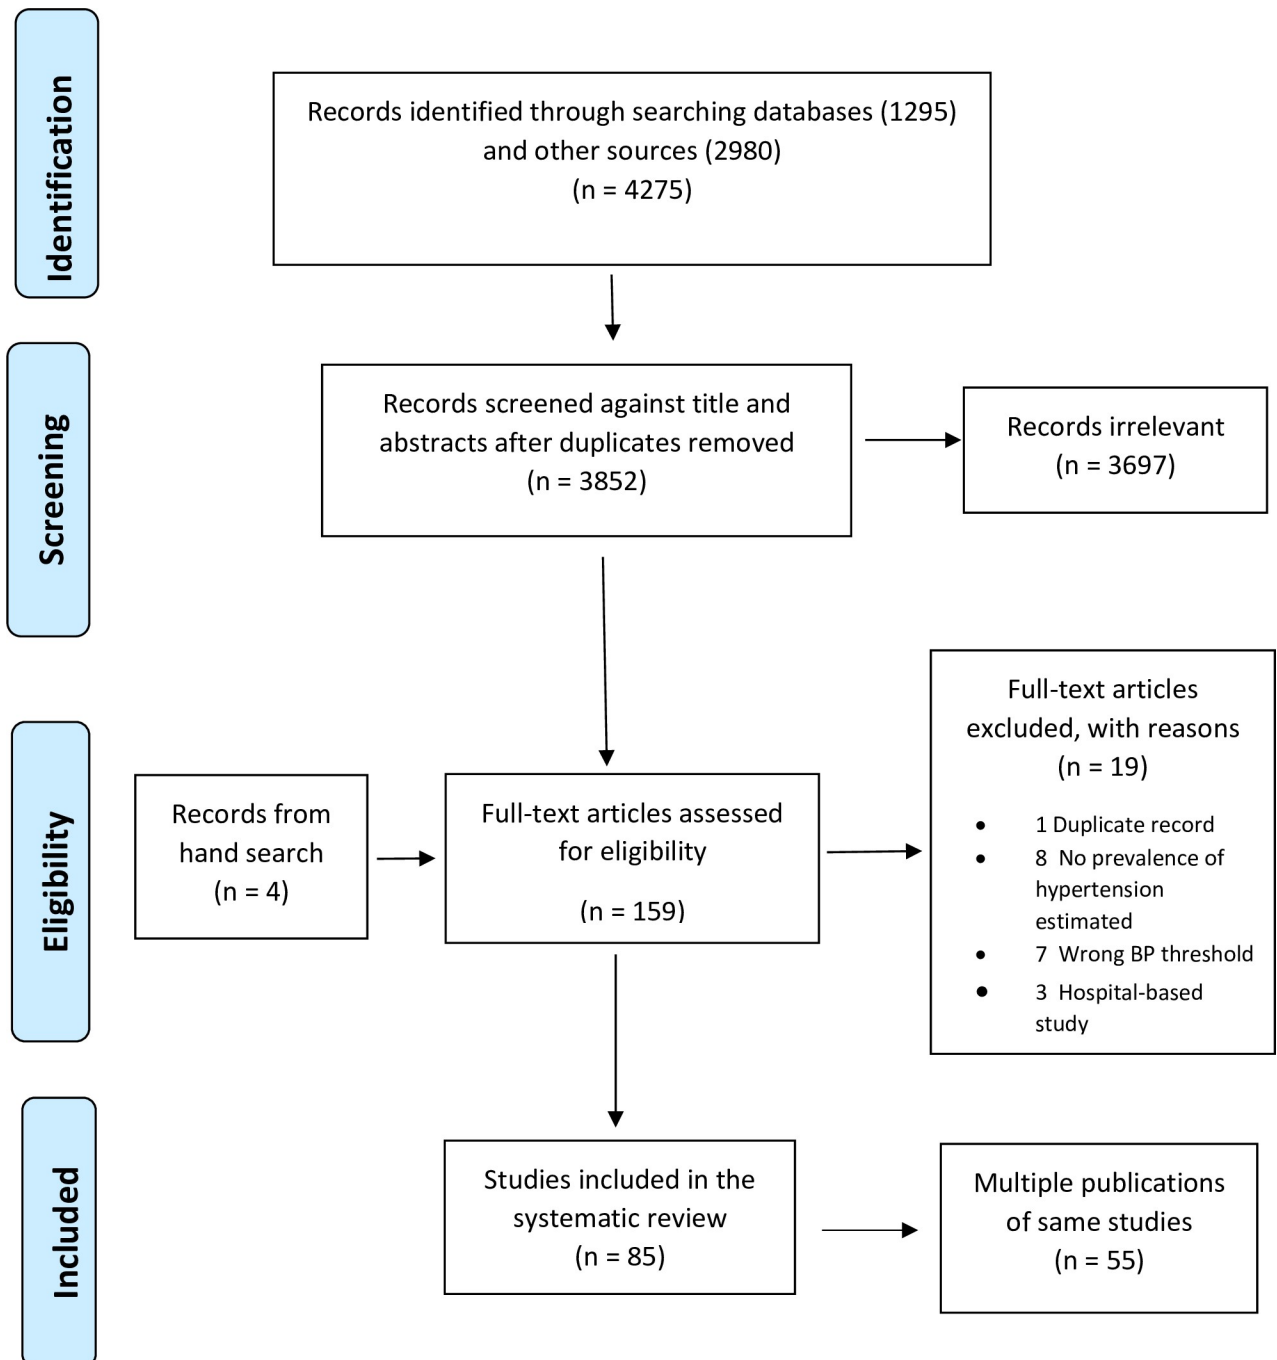 Identification
Records identified through searching databases (1295)
and other sources (2980)
(n = 4275)
Screening
Records screened against title and
abstracts after duplicates removed
(n = 3852)
Records irrelevant
(n = 3697)
Eligibility
Records from
hand search
(n = 4)
Full-text articles assessed
for eligibility
(n = 159)
Full-text articles
excluded, with reasons
(n = 19)
• 1 Duplicate record
• 8 No prevalence of
hypertension
estimated
• 7 Wrong BP threshold
• 3 Hospital-based
study
Included
Studies included in the
systematic review
(n = 85)
Multiple publications
of same studies
(n = 55)